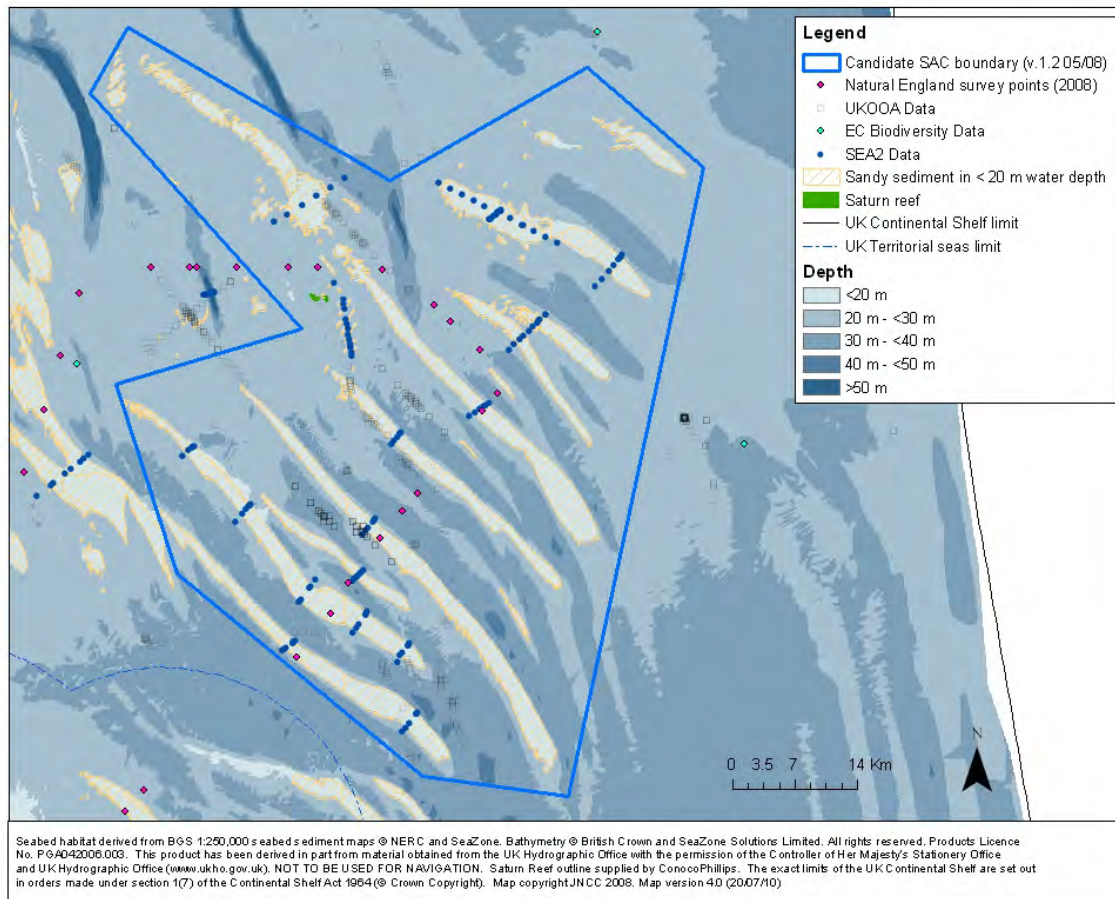 Legend
Candidate SAC boundary (v.1.2 05/08)
Natural England survey points (2008)
UKOOA Data
EC Biodiversity Data
SEA2 Data
Sandy sediment in < 20 m water depth
Saturn reef
UK Continental Shelf limit
UK Territorial seas limit
Depth
<20 m
20 m - <30 m
30 m - <40 m
40 m - <50 m
>50 m
N
0 3.5 7 14 Km
Seabed habitat derived from BGS 1:250,000 seabed sediment maps © NERC and SeaZone. Bathymetry © British Crown and SeaZone Solutions Limited. All rights reserved. Products Licence
No. PGA042006.003. This product has been derived in part from material obtained from the UK Hydrographic Office with the permission of the Controller of Her Majesty's Stationery Office
and UK Hydrographic Office (www.ukho.gov.uk). NOT TO BE USED FOR NAVIGATION. Saturn Reef outline supplied by ConocoPhillips. The exact limits of the UK Continental Shelf are set out
in orders made under section 1(7) of the Continental Shelf Act 1964 (© Crown Copyright). Map copyright JNCC 2008. Map version 4.0 (20/07/10)